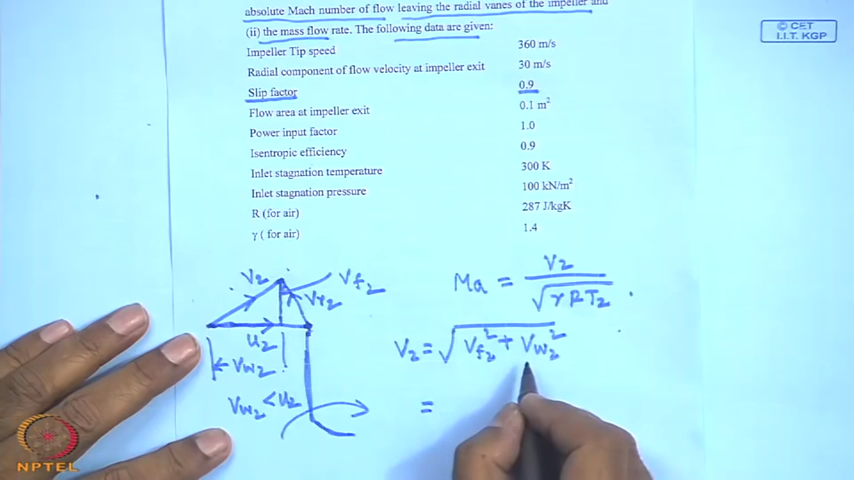 absolute Mach number of flow leaving the radial vanes of the impeller and
© CET
I.I.T. KGP
(ii) the mass flow rate. The following data are given:
Impeller Tip speed 360 m/s
Radial component of flow velocity at impeller exit 30 m/s
Slip factor 0.9
Flow area at impeller exit 0.1 m²
Power input factor 1.0
Isentropic efficiency 0.9
Inlet stagnation temperature 300 K
Inlet stagnation pressure 100 kN/m²
R (for air) 287 J/kgK
γ ( for air) 1.4
V₂ Vf₂ Ma = V₂ / √(γRT₂)
Vr₂
u₂ V₂ = √(Vf₂² + Vw₂²)
Vw₂
Vw₂ < u₂ =
NPTEL